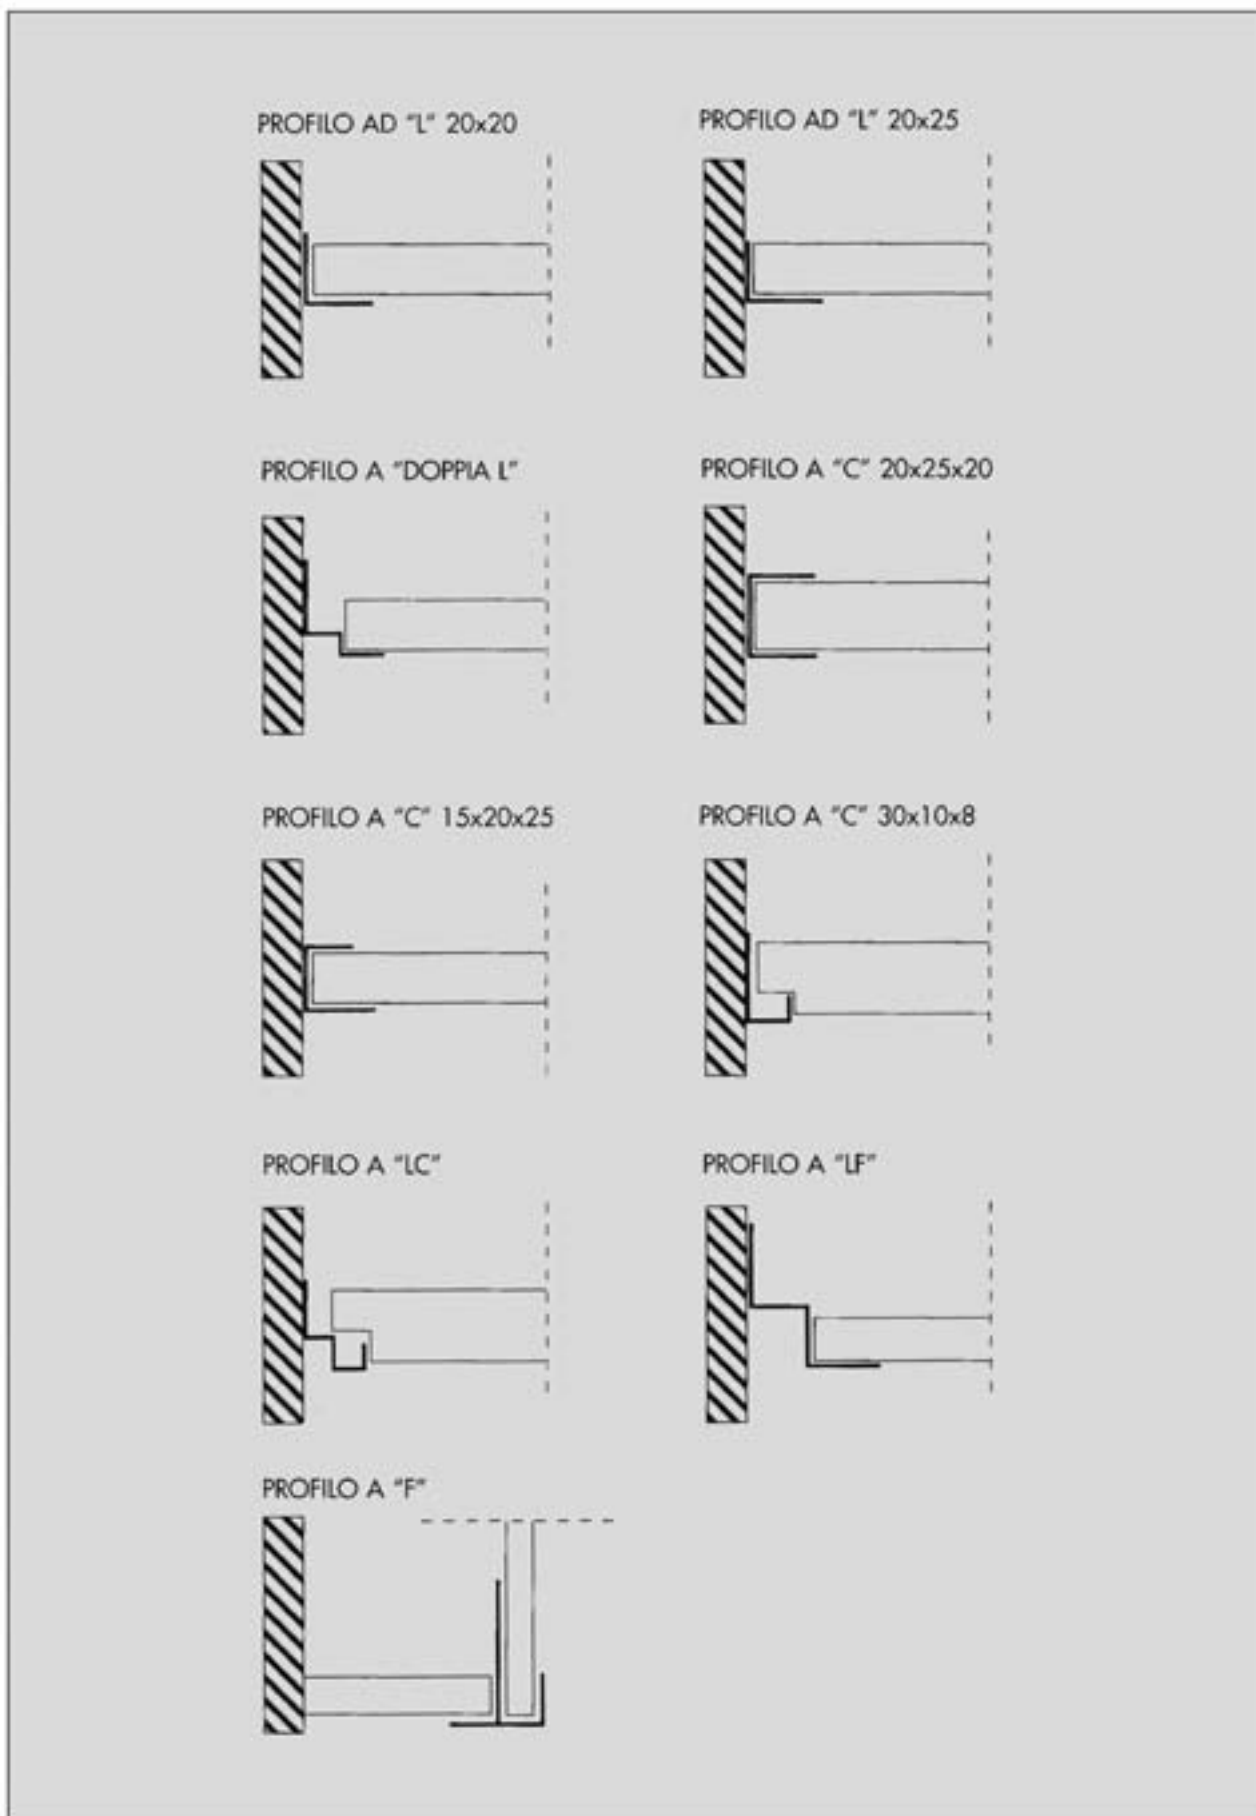 PROFILO AD "L" 20x20
PROFILO AD "L" 20x25
PROFILO A "DOPPIA L"
PROFILO A "C" 20x25x20
PROFILO A "C" 15x20x25
PROFILO A "C" 30x10x8
PROFILO A "LC"
PROFILO A "LF"
PROFILO A "F"